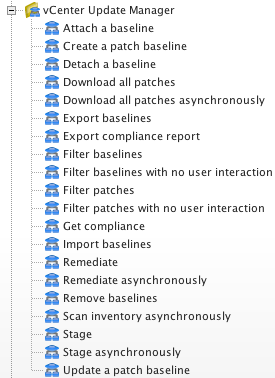 vCenter Update Manager
Attach a baseline
Create a patch baseline
Detach a baseline
Download all patches
Download all patches asynchronously
Export baselines
Export compliance report
Filter baselines
Filter baselines with no user interaction
Filter patches
Filter patches with no user interaction
Get compliance
Import baselines
Remediate
Remediate asynchronously
Remove baselines
Scan inventory asynchronously
Stage
Stage asynchronously
Update a patch baseline